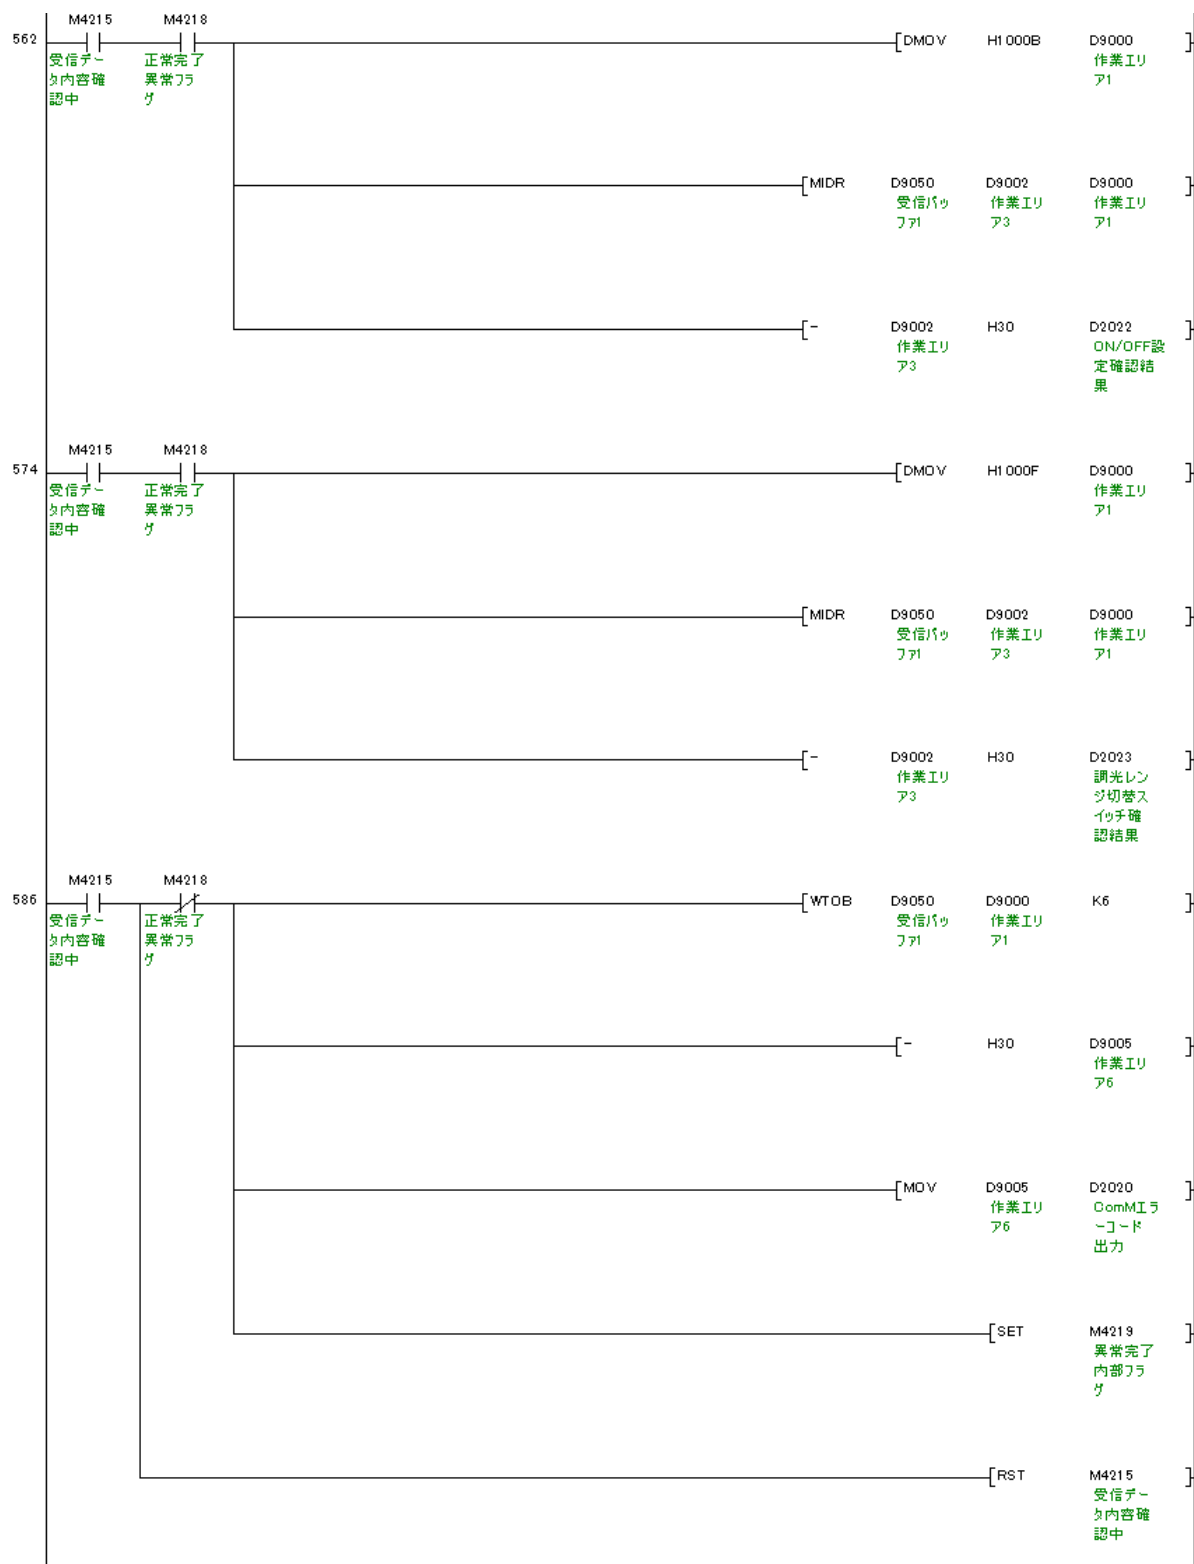 M4215 M4218
562 [DMOV H1000B D9000 ]
受信デー 正常完了 作業エリ
タ内容確 異常フラ ア1
認中 グ
[MIDR D9050 D9002 D9000 ]
受信バッ 作業エリ 作業エリ
ファ1 ア3 ア1
[- D9002 H30 D2022 ]
作業エリ ON/OFF設
ア3 定確認結
果
M4215 M4218
574 [DMOV H1000F D9000 ]
受信デー 正常完了 作業エリ
タ内容確 異常フラ ア1
認中 グ
[MIDR D9050 D9002 D9000 ]
受信バッ 作業エリ 作業エリ
ファ1 ア3 ア1
[- D9002 H30 D2023 ]
作業エリ 調光レン
ア3 ジ切替ス
イッチ確
認結果
M4215 M4218
586 [WTOB D9050 D9000 K6 ]
受信デー 正常完了 受信バッ 作業エリ
タ内容確 異常フラ ファ1 ア1
認中 グ
[- H30 D9005 ]
作業エリ
ア6
[MOV D9005 D2020 ]
作業エリ ComMエラ
ア6 ーコード
出力
[SET M4219 ]
異常完了
内部フラ
グ
[RST M4215 ]
受信デー
タ内容確
認中